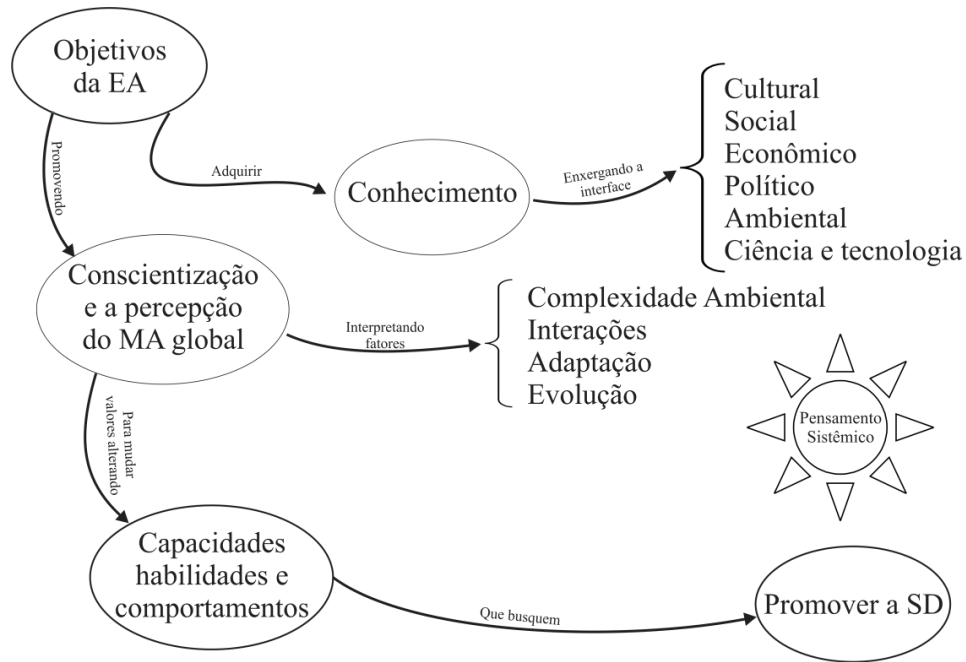 Objetivos
da EA
Promovendo
Adquirir
Conhecimento
Enxergando a
interface
Cultural
Social
Econômico
Político
Ambiental
Ciência e tecnologia
Conscientização
e a percepção
do MA global
Interpretando
fatores
Complexidade Ambiental
Interações
Adaptação
Evolução
Pensamento
Sistêmico
Para mudar
valores alterando
Capacidades
habilidades e
comportamentos
Que busquem
Promover a SD